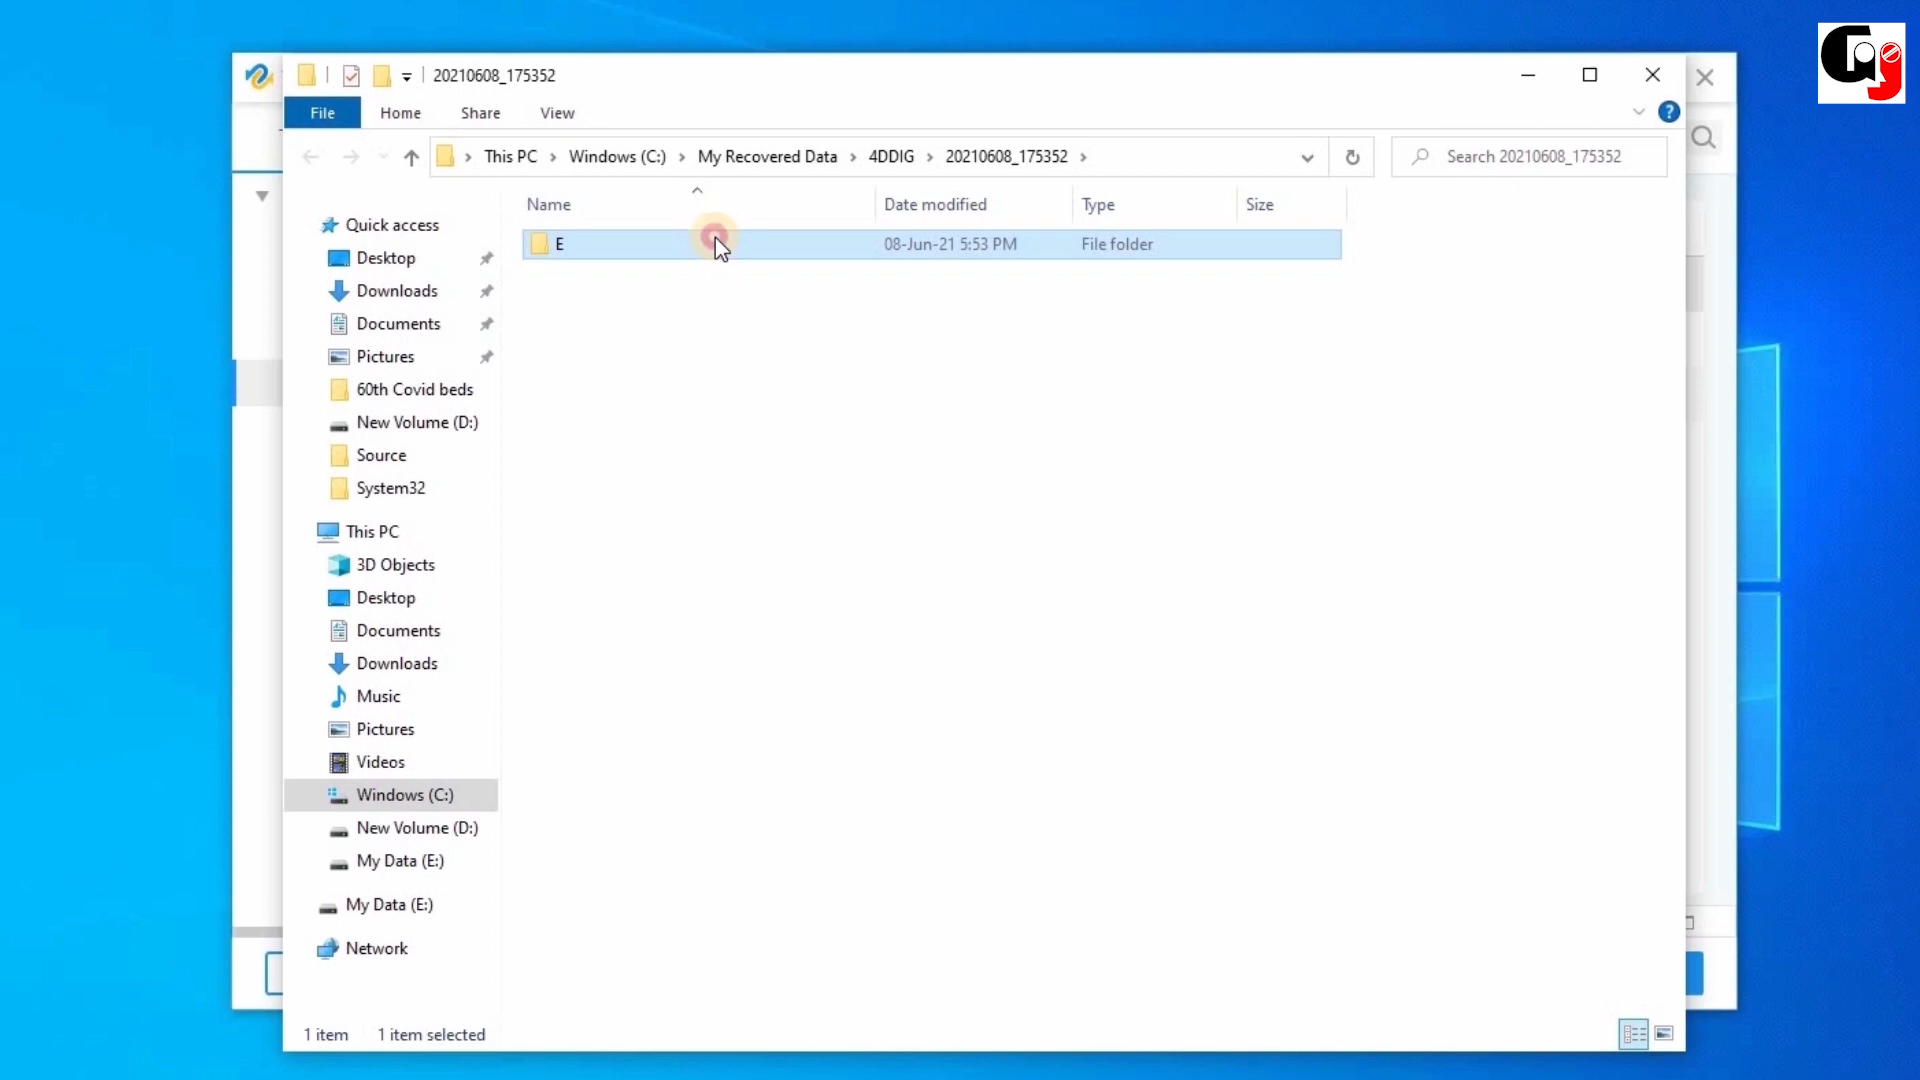 20210608_175352
File Home Share View
This PC Windows (C:) My Recovered Data 4DDIG 20210608_175352
Search 20210608_175352
Name Date modified Type Size
E 08-Jun-21 5:53 PM File folder
Quick access
Desktop
Downloads
Documents
Pictures
60th Covid beds
New Volume (D:)
Source
System32
This PC
3D Objects
Desktop
Documents
Downloads
Music
Pictures
Videos
Windows (C:)
New Volume (D:)
My Data (E:)
My Data (E:)
Network
1 item 1 item selected